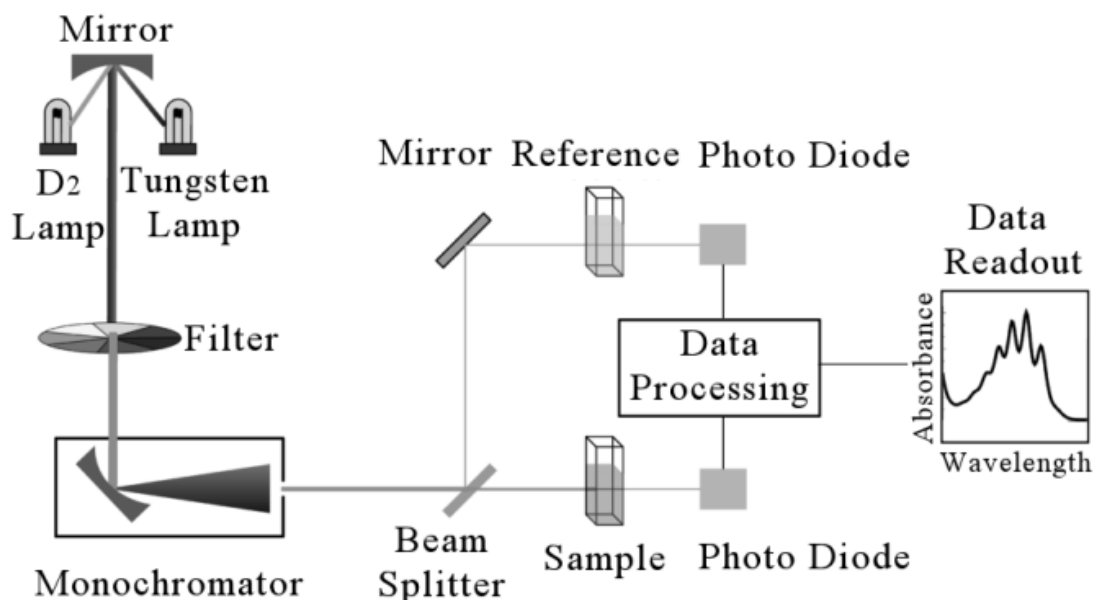 Mirror
D2
Lamp
Tungsten
Lamp
Filter
Monochromator
Mirror
Reference
Photo Diode
Data
Processing
Beam
Splitter
Sample
Photo Diode
Data
Readout
Absorbance
Wavelength